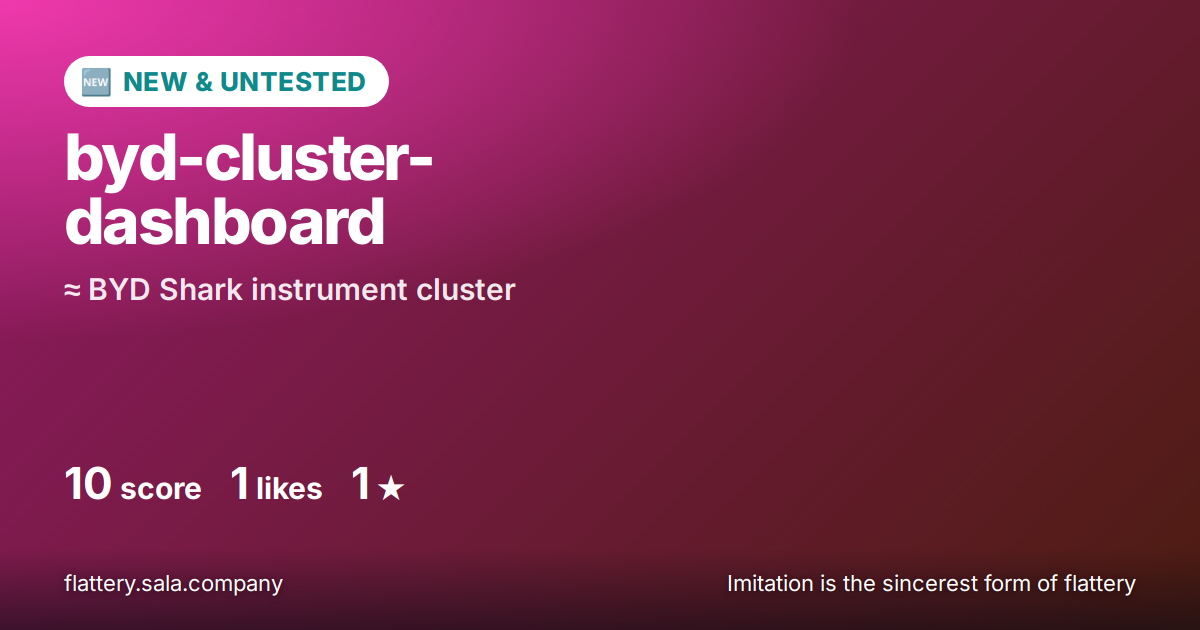 🆕 NEW & UNTESTED
byd-cluster-
dashboard
≈ BYD Shark instrument cluster
10 score 1 likes 1 ★
flattery.sala.company
Imitation is the sincerest form of flattery